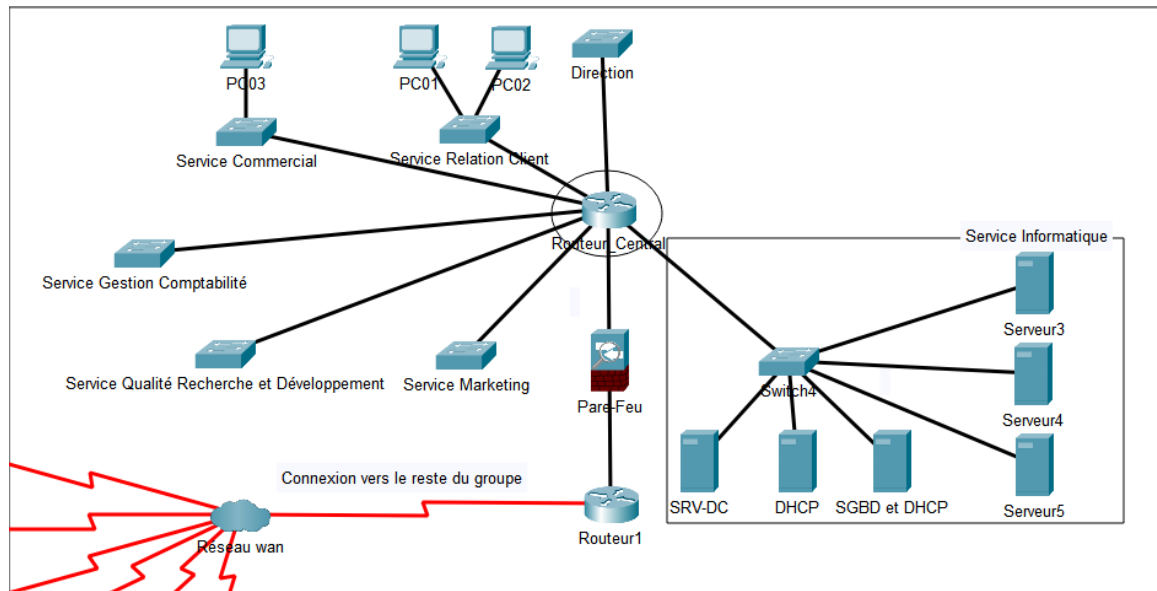 PC03
PC01
PC02
Direction
Service Commercial
Service Relation Client
Routeur_Central
Service Informatique
Service Gestion Comptabilité
Serveur3
Service Qualité Recherche et Développement
Service Marketing
Pare-Feu
Switch4
Serveur4
Connexion vers le reste du groupe
SRV-DC
DHCP
SGBD et DHCP
Serveur5
Réseau wan
Routeur1